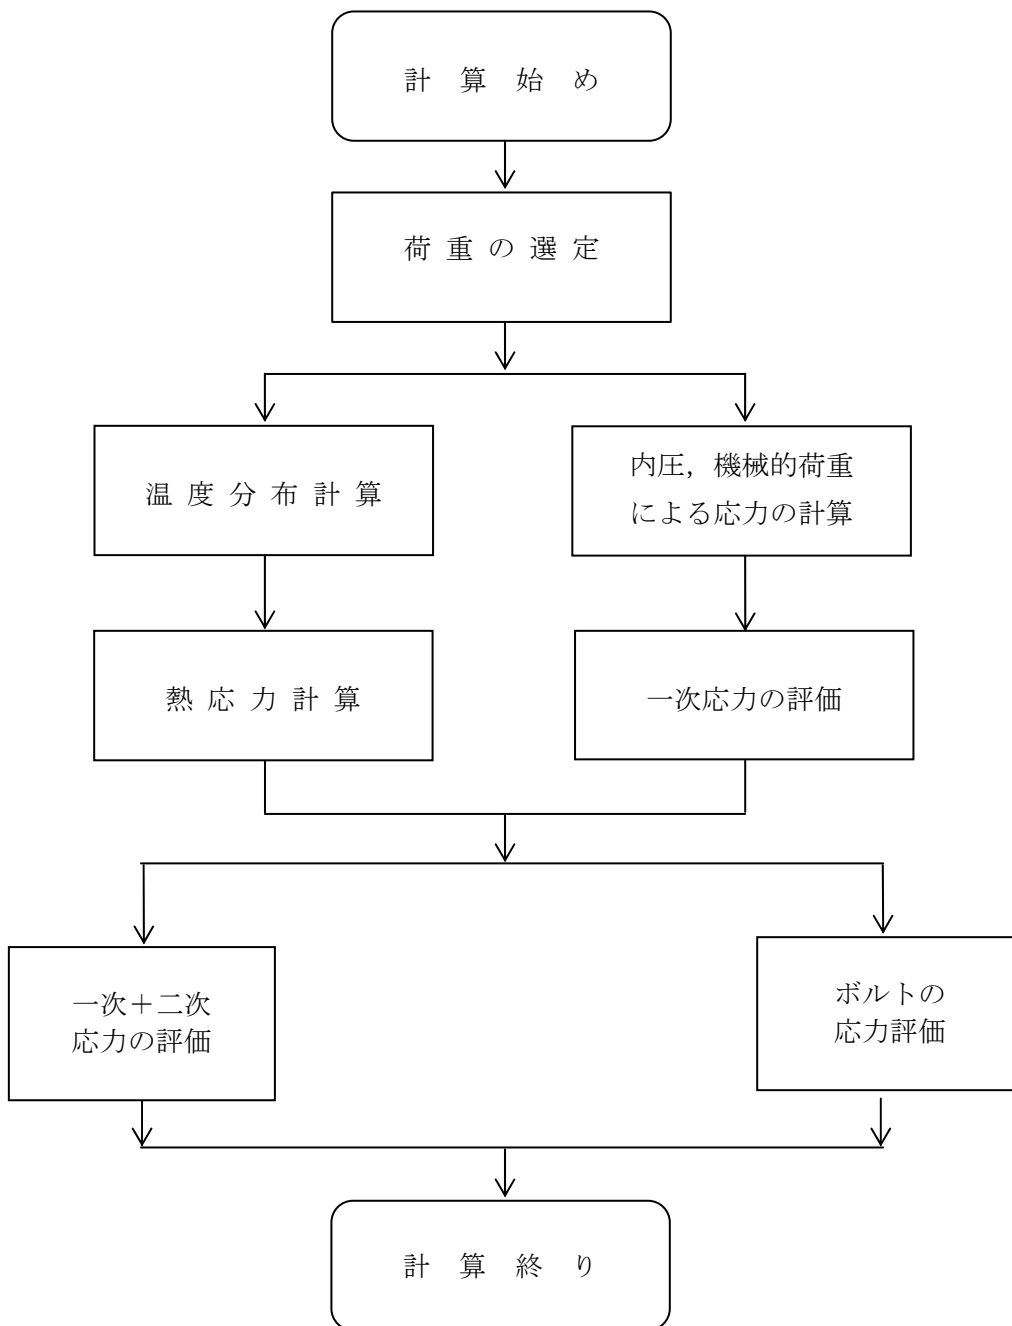 計算始め
荷重の選定
温度分布計算
内圧，機械的荷重
による応力の計算
熱応力計算
一次応力の評価
一次＋二次
応力の評価
ボルトの
応力評価
計算終り